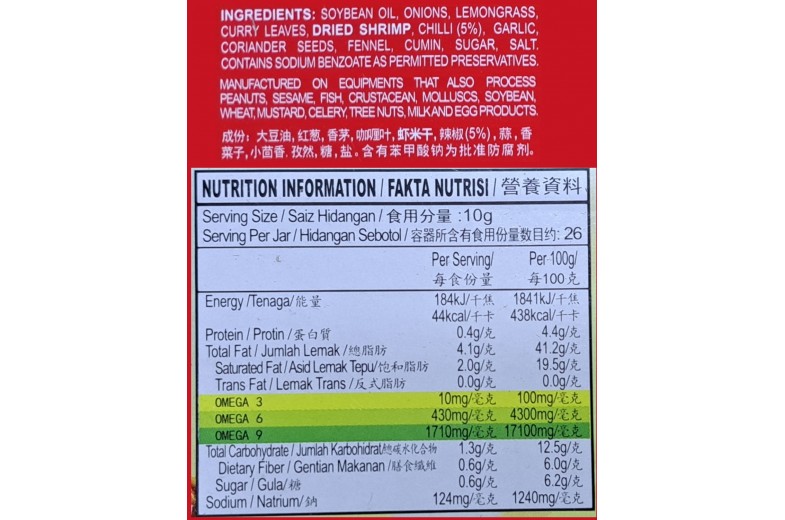 INGREDIENTS: SOYBEAN OIL, ONIONS, LEMONGRASS,
CURRY LEAVES, DRIED SHRIMP, CHILLI (5%), GARLIC,
CORIANDER SEEDS, FENNEL, CUMIN, SUGAR, SALT.
CONTAINS SODIUM BENZOATE AS PERMITTED PRESERVATIVES.
MANUFACTURED ON EQUIPMENTS THAT ALSO PROCESS
PEANUTS, SESAME, FISH, CRUSTACEAN, MOLLUSCS, SOYBEAN,
WHEAT, MUSTARD, CELERY, TREE NUTS, MILK AND EGG PRODUCTS.
成份: 大豆油, 红葱, 香茅, 咖喱叶, 虾米干, 辣椒(5%), 蒜, 香
菜子, 小茴香. 孜然, 糖, 盐。含有苯甲酸钠为批准防腐剂。
NUTRITION INFORMATION / FAKTA NUTRISI / 營養資料
Serving Size / Saiz Hidangan / 食用分量 :10g
Serving Per Jar / Hidangan Sebotol / 容器所含有食用份量数目约: 26
Per Serving/ Per 100g/
每食份量 每100克
Energy /Tenaga/能量 184kJ/千焦 1841kJ/千焦
44kcal/千卡 438kcal/千卡
Protein / Protin /蛋白質 0.4g/克 4.4g/克
Total Fat / Jumlah Lemak /總脂肪 4.1g/克 41.2g/克
Saturated Fat / Asid Lemak Tepu/饱和脂肪 2.0g/克 19.5g/克
Trans Fat / Lemak Trans /反式脂肪 0.0g/克 0.0g/克
OMEGA 3 10mg/毫克 100mg/毫克
OMEGA 6 430mg/毫克 4300mg/毫克
OMEGA 9 1710mg/毫克 17100mg/毫克
Total Carbohydrate / Jumlah Karbohidrat/總碳水化合物 1.3g/克 12.5g/克
Dietary Fiber / Gentian Makanan /膳食纖維 0.6g/克 6.0g/克
Sugar / Gula/糖 0.6g/克 6.2g/克
Sodium / Natrium/鈉 124mg/毫克 1240mg/毫克